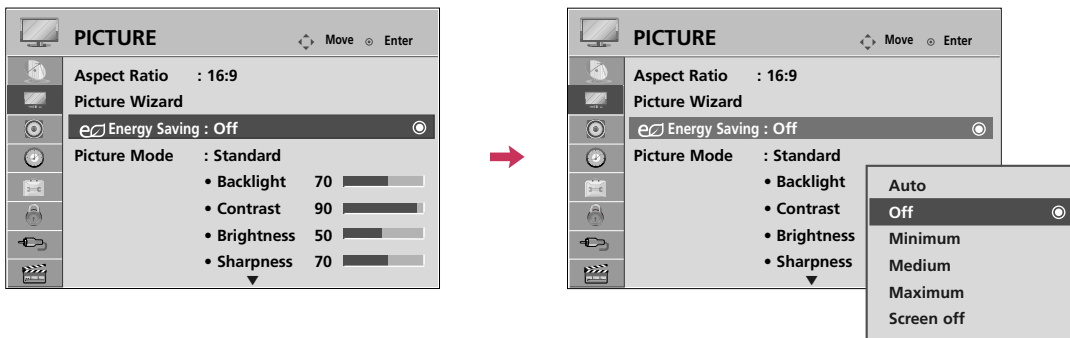 PICTURE Move Enter
Aspect Ratio : 16:9
Picture Wizard
Energy Saving : Off
Picture Mode : Standard
• Backlight 70
• Contrast 90
• Brightness 50
• Sharpness 70
PICTURE Move Enter
Aspect Ratio : 16:9
Picture Wizard
Energy Saving : Off
Picture Mode : Standard
• Backlight
• Contrast
• Brightness
• Sharpness
Auto
Off
Minimum
Medium
Maximum
Screen off